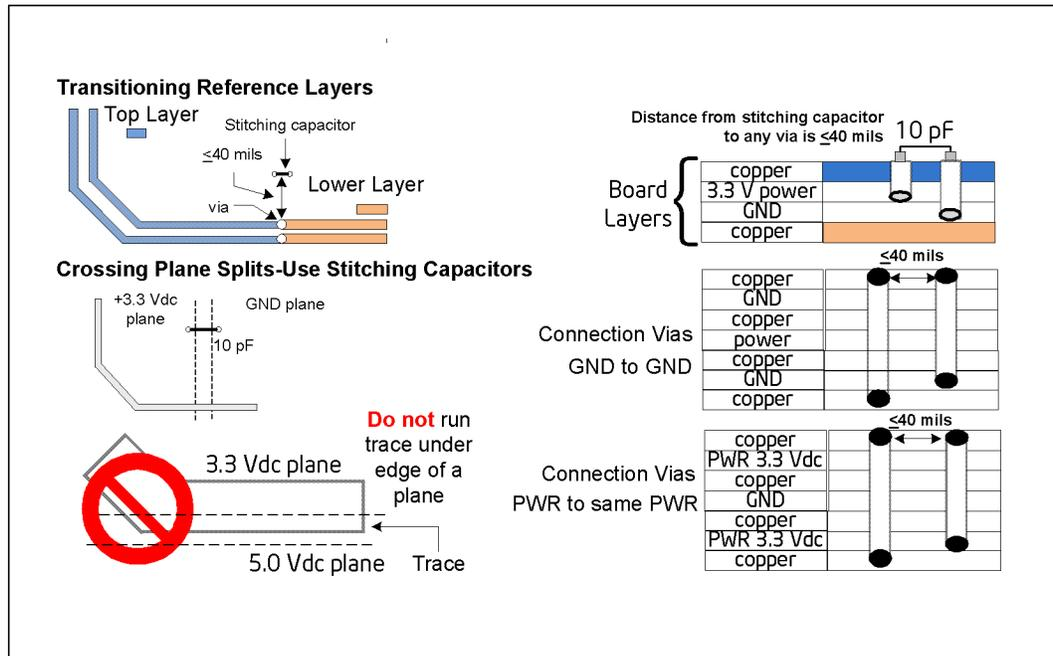 Transitioning Reference Layers
Top Layer
Stitching capacitor
≤40 mils
Lower Layer
via
Crossing Plane Splits-Use Stitching Capacitors
+3.3 Vdc
plane
GND plane
10 pF
Do not run
trace under
edge of a
plane
3.3 Vdc plane
5.0 Vdc plane
Trace
Distance from stitching capacitor
to any via is ≤40 mils
10 pF
Board
Layers
copper
3.3 V power
GND
copper
≤40 mils
Connection Vias
GND to GND
copper
GND
copper
power
copper
GND
copper
≤40 mils
Connection Vias
PWR to same PWR
copper
PWR 3.3 Vdc
copper
GND
copper
PWR 3.3 Vdc
copper